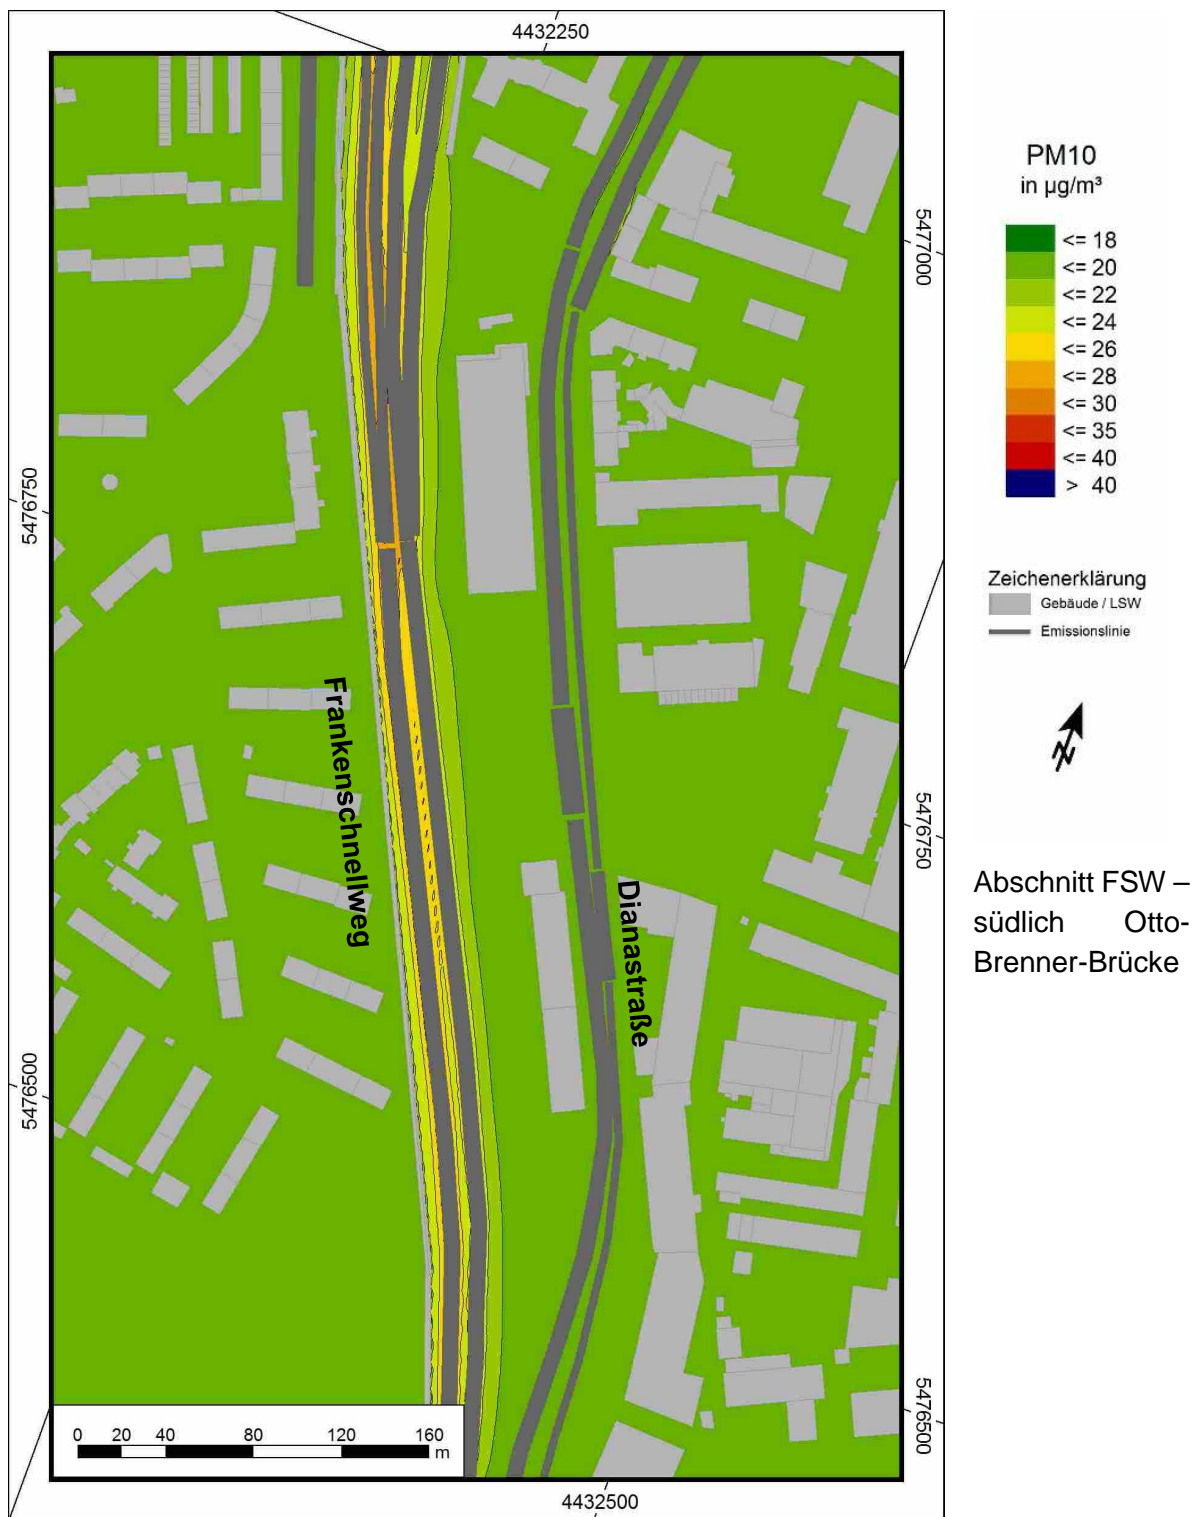 4432250
PM10
in µg/m³
<= 18
<= 20
<= 22
<= 24
<= 26
<= 28
<= 30
<= 35
<= 40
> 40
5477000
5476750
Zeichenerklärung
Gebäude / LSW
Emissionslinie
N
Frankenschnellweg
Dianastraße
5476750
Abschnitt FSW –
südlich Otto-
Brenner-Brücke
5476500
5476500
0 20 40 80 120 160
m
4432500